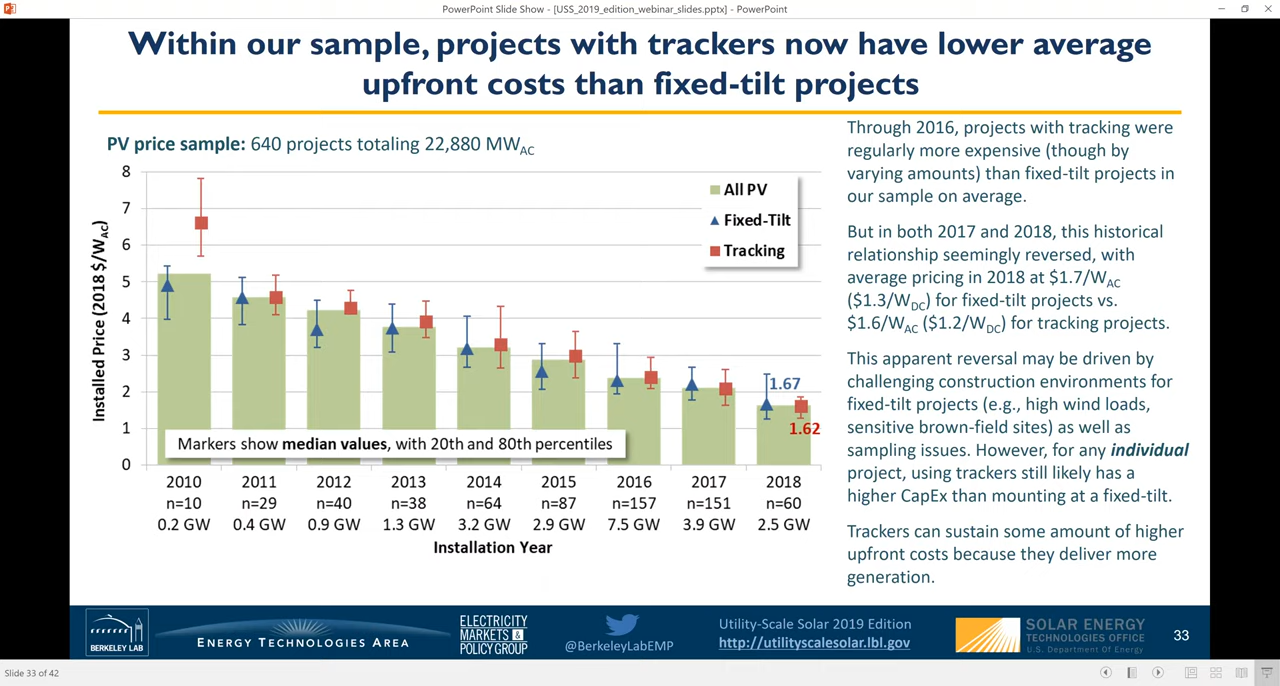 PowerPoint Slide Show - [USS_2019_edition_webinar_slides.pptx] - PowerPoint
Within our sample, projects with trackers now have lower average
upfront costs than fixed-tilt projects
PV price sample: 640 projects totaling 22,880 MWAC
8
7
6
5
4
3
2
1
0
Installed Price (2018 $/WAC)
All PV
Fixed-Tilt
Tracking
1.67
1.62
Markers show median values, with 20th and 80th percentiles
2010 2011 2012 2013 2014 2015 2016 2017 2018
n=10 n=29 n=40 n=38 n=64 n=87 n=157 n=151 n=60
0.2 GW 0.4 GW 0.9 GW 1.3 GW 3.2 GW 2.9 GW 7.5 GW 3.9 GW 2.5 GW
Installation Year
Through 2016, projects with tracking were
regularly more expensive (though by
varying amounts) than fixed-tilt projects in
our sample on average.
But in both 2017 and 2018, this historical
relationship seemingly reversed, with
average pricing in 2018 at $1.7/WAC
($1.3/WDC) for fixed-tilt projects vs.
$1.6/WAC ($1.2/WDC) for tracking projects.
This apparent reversal may be driven by
challenging construction environments for
fixed-tilt projects (e.g., high wind loads,
sensitive brown-field sites) as well as
sampling issues. However, for any individual
project, using trackers still likely has a
higher CapEx than mounting at a fixed-tilt.
Trackers can sustain some amount of higher
upfront costs because they deliver more
generation.
BERKELEY LAB
ENERGY TECHNOLOGIES AREA
ELECTRICITY
MARKETS &
POLICY GROUP
@BerkeleyLabEMP
Utility-Scale Solar 2019 Edition
http://utilityscalesolar.lbl.gov
SOLAR ENERGY
TECHNOLOGIES OFFICE
U.S. Department Of Energy
33
Slide 33 of 42